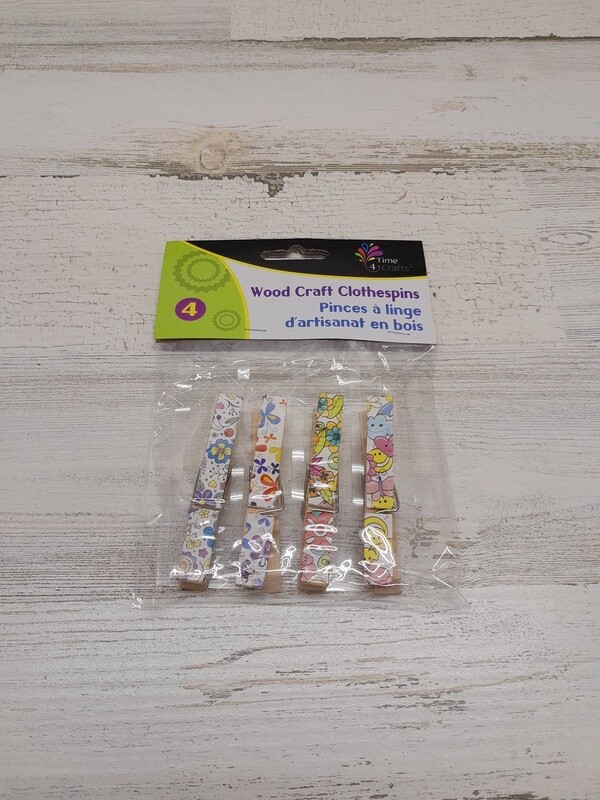 Time
4 Crafts
Wood Craft Clothespins
4
Pinces à linge
d'artisanat en bois